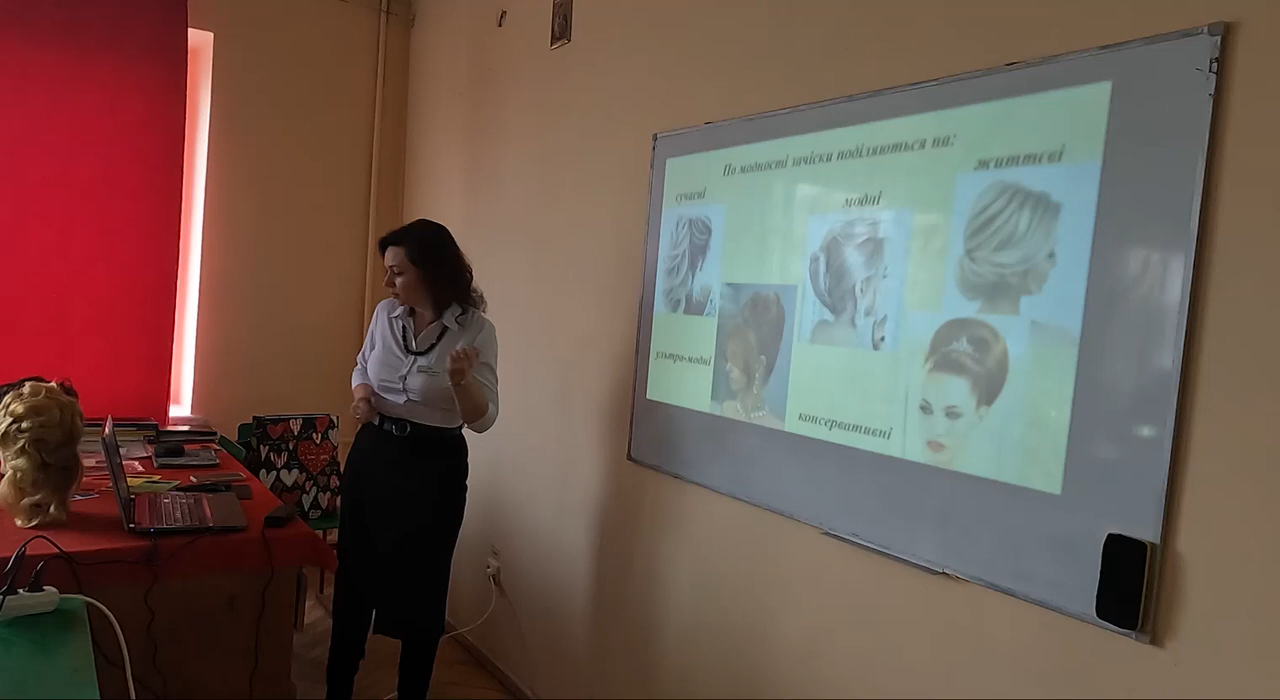 По модності зачіски поділяються на:
сучасні
модні
життєві
ультра-модні
консервативні